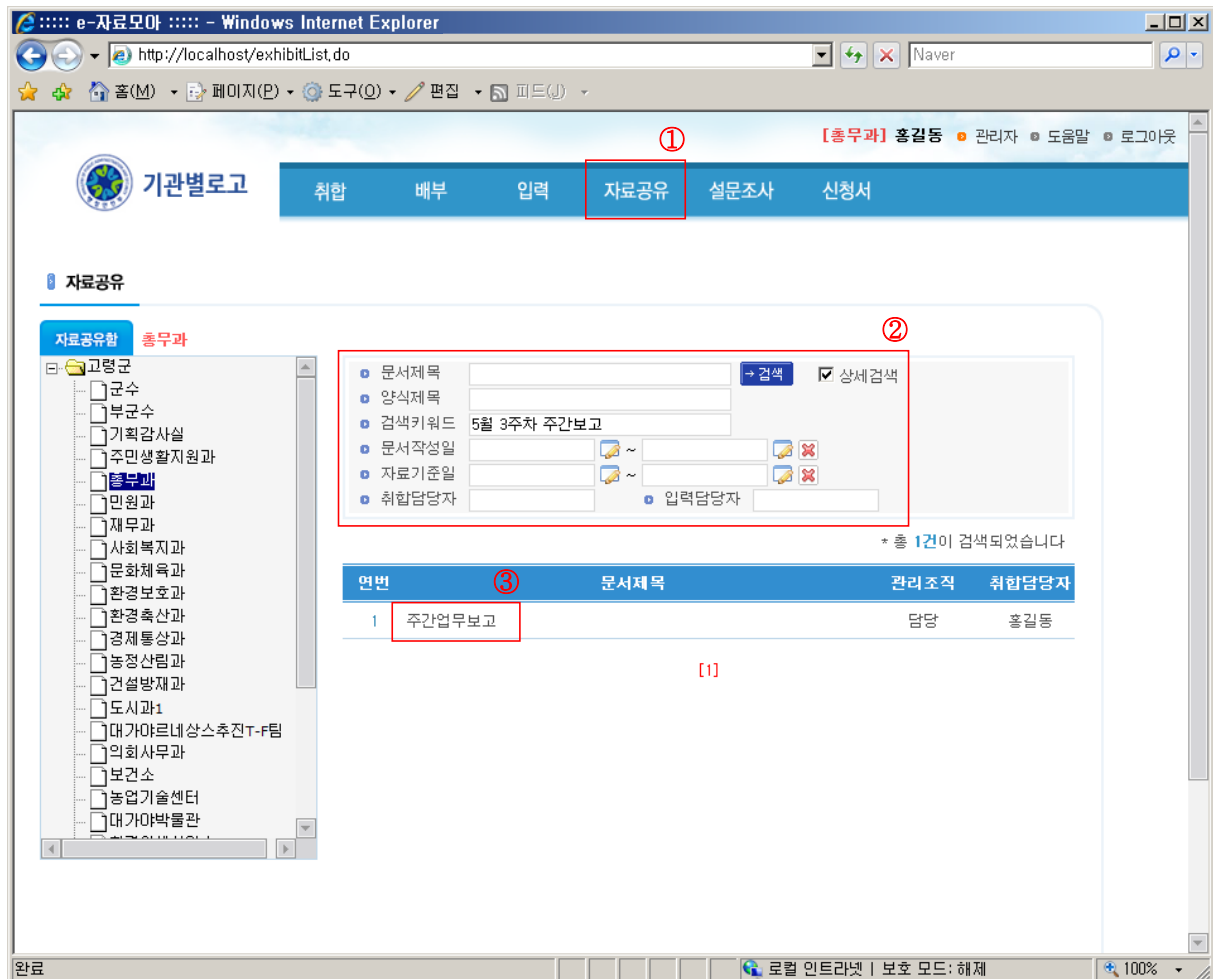 ::::: e-자료모아 ::::: - Windows Internet Explorer
http://localhost/exhibitList.do
Naver
홈(M) 페이지(P) 도구(O) 편집 피드(J)
①
[총무과] 홍길동 관리자 도움말 로그아웃
기관별로고
취합 배부 입력 자료공유 설문조사 신청서
자료공유
자료공유함 총무과
②
고령군
군수
부군수
기획감사실
주민생활지원과
총무과
민원과
재무과
사회복지과
문화체육과
환경보호과
환경축산과
경제통상과
농정산림과
건설방재과
도시과1
대가야르네상스추진T-F팀
의회사무과
보건소
농업기술센터
대가야박물관
문서제목 → 검색 상세검색
양식제목
검색키워드 5월 3주차 주간보고
문서작성일 ~
자료기준일 ~
취합담당자 입력담당자
* 총 1건이 검색되었습니다
연번 ③ 문서제목 관리조직 취합담당자
1 주간업무보고 담당 홍길동
[1]
완료 로컬 인트라넷 | 보호 모드: 해제 100%